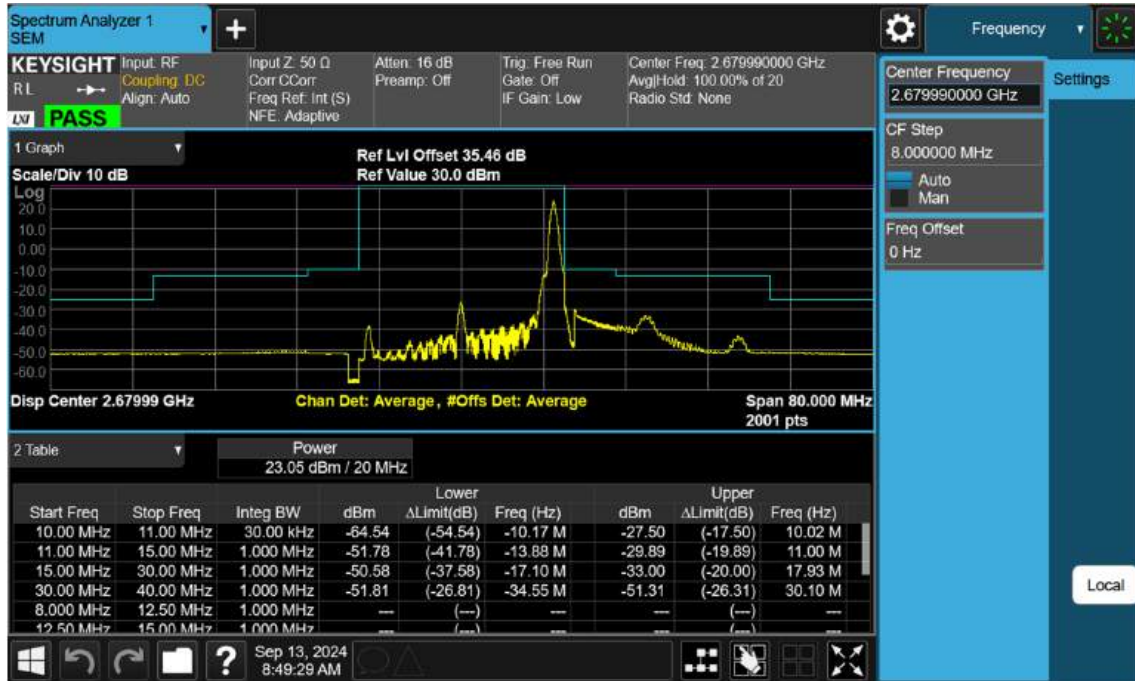 Spectrum Analyzer 1
SEM
Frequency
KEYSIGHT
R L
LXI
PASS
Input: RF
Coupling: DC
Align: Auto
Input Z: 50 Ω
Corr CCorr
Freq Ref: Int (S)
NFE: Adaptive
Atten: 16 dB
Preamp: Off
Trig: Free Run
Gate: Off
IF Gain: Low
Center Freq: 2.679990000 GHz
Avg|Hold: 100.00% of 20
Radio Std: None
Center Frequency
2.679990000 GHz
Settings
CF Step
8.000000 MHz
Auto
Man
Freq Offset
0 Hz
Local
1 Graph
Scale/Div 10 dB
Ref Lvl Offset 35.46 dB
Ref Value 30.0 dBm
Log
20.0
10.0
0.00
-10.0
-20.0
-30.0
-40.0
-50.0
-60.0
Disp Center 2.67999 GHz
Chan Det: Average, #Offs Det: Average
Span 80.000 MHz
2001 pts
2 Table
Power
23.05 dBm / 20 MHz
Lower Upper
Start Freq Stop Freq Integ BW dBm ΔLimit(dB) Freq (Hz) dBm ΔLimit(dB) Freq (Hz)
10.00 MHz 11.00 MHz 30.00 kHz -64.54 (-54.54) -10.17 M -27.50 (-17.50) 10.02 M
11.00 MHz 15.00 MHz 1.000 MHz -51.78 (-41.78) -13.88 M -29.89 (-19.89) 11.00 M
15.00 MHz 30.00 MHz 1.000 MHz -50.58 (-37.58) -17.10 M -33.00 (-20.00) 17.93 M
30.00 MHz 40.00 MHz 1.000 MHz -51.81 (-26.81) -34.55 M -51.31 (-26.31) 30.10 M
8.000 MHz 12.50 MHz 1.000 MHz --- (---) --- --- (---) ---
12.50 MHz 15.00 MHz 1.000 MHz --- (---) --- --- (---) ---
?
Sep 13, 2024
8:49:29 AM